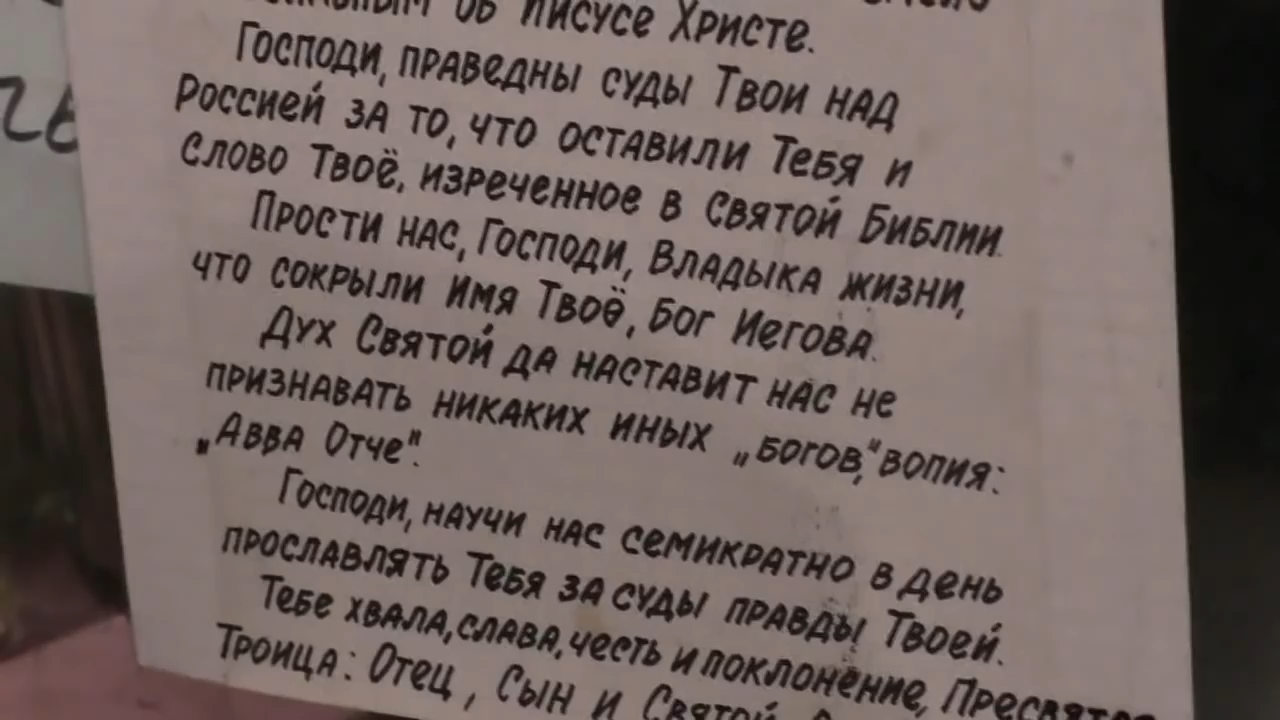 об Иисусе Христе.
Господи, праведны суды Твои над
Россией за то, что оставили Тебя и
Слово Твоё, изреченное в Святой Библии.
Прости нас, Господи, Владыка жизни,
что сокрыли имя Твоё, Бог Иегова.
Дух Святой да наставит нас не
признавать никаких иных „богов," вопия:
„Авва Отче".
Господи, научи нас семикратно в день
прославлять Тебя за суды правды Твоей.
Тебе хвала, слава, честь и поклонение,
Троица: Отец, Сын и Святой